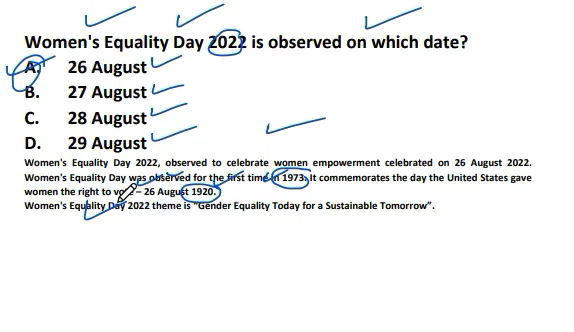 Women's Equality Day 2022 is observed on which date?
A. 26 August
B. 27 August
C. 28 August
D. 29 August
Women's Equality Day 2022, observed to celebrate women empowerment celebrated on 26 August 2022.
Women's Equality Day was observed for the first time in 1973. It commemorates the day the United States gave
women the right to – 26 August 1920.
Women's Equality Day 2022 theme is "Gender Equality Today for a Sustainable Tomorrow".